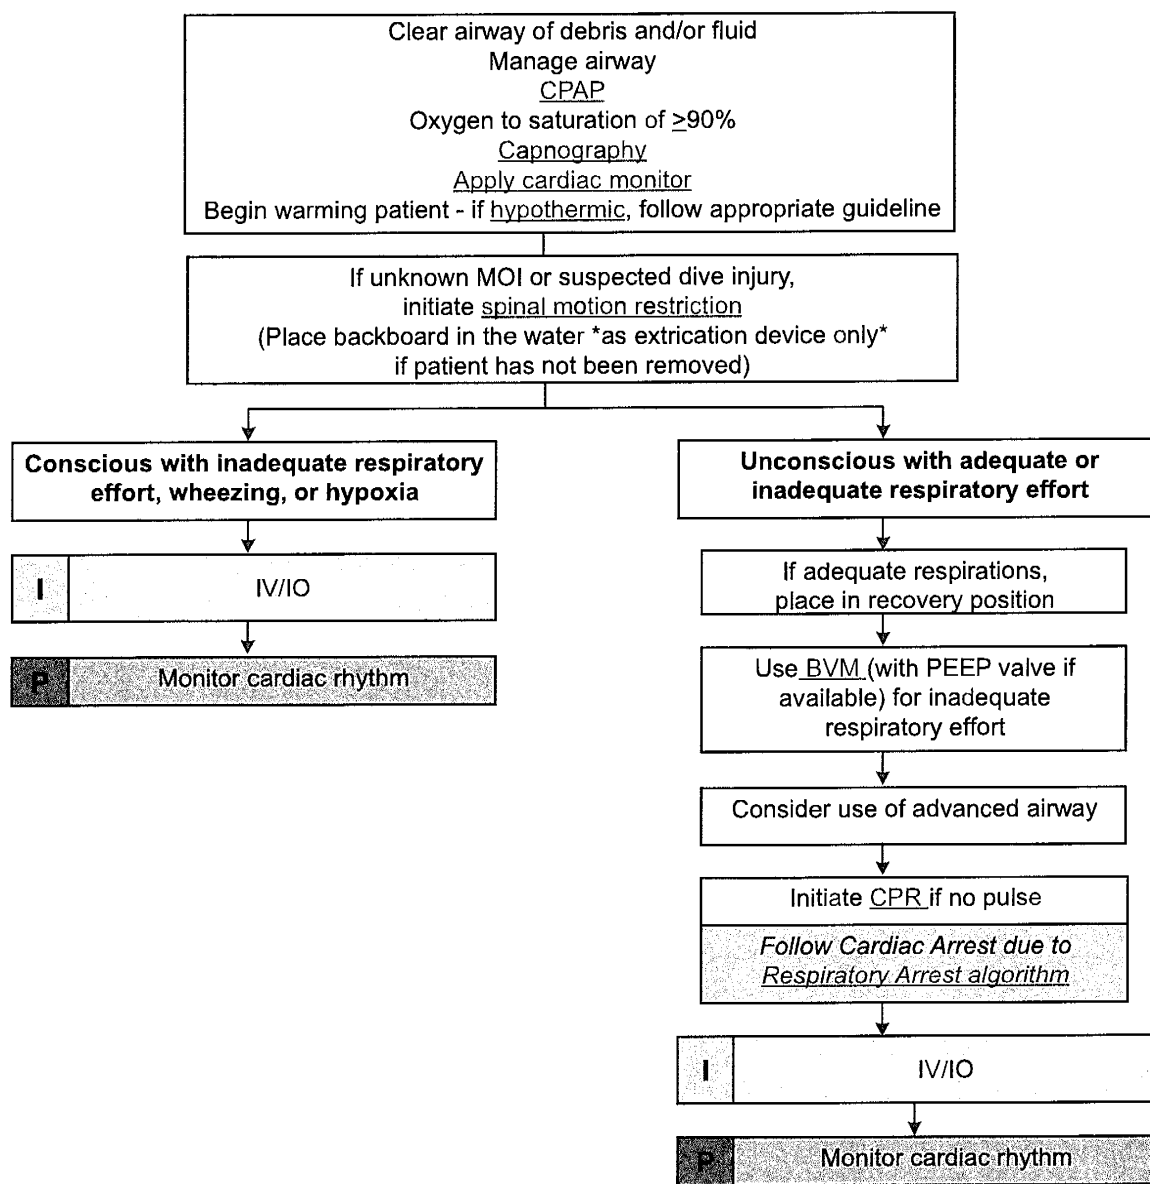 Clear airway of debris and/or fluid
Manage airway
CPAP
Oxygen to saturation of ≥90%
Capnography
Apply cardiac monitor
Begin warming patient - if hypothermic, follow appropriate guideline
If unknown MOI or suspected dive injury,
initiate spinal motion restriction
(Place backboard in the water *as extrication device only*
if patient has not been removed)
Conscious with inadequate respiratory
effort, wheezing, or hypoxia
I
IV/IO
P
Monitor cardiac rhythm
Unconscious with adequate or
inadequate respiratory effort
If adequate respirations,
place in recovery position
Use BVM (with PEEP valve if
available) for inadequate
respiratory effort
Consider use of advanced airway
Initiate CPR if no pulse
Follow Cardiac Arrest due to
Respiratory Arrest algorithm
I
IV/IO
P
Monitor cardiac rhythm